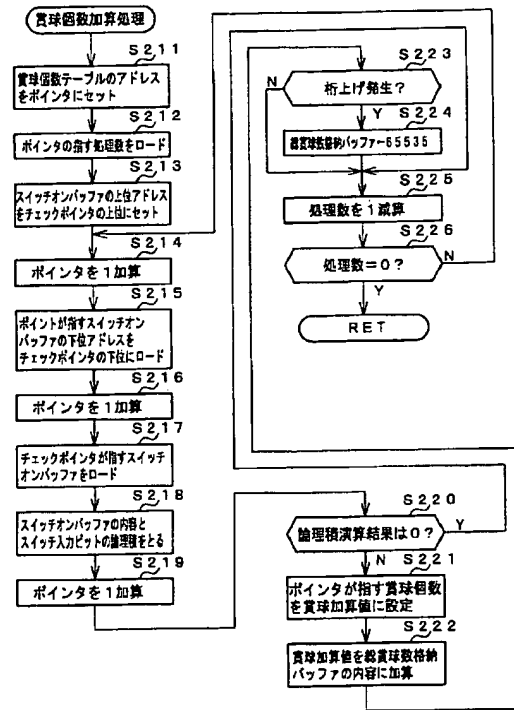 賞球個数加算処理
S211
賞球個数テーブルのアドレス
をポインタにセット
S212
ポインタの指す処理数をロード
S213
スイッチオンバッファの上位アドレス
をチェックポインタの上位にセット
S214
ポインタを1加算
S215
ポイントが指すスイッチオン
バッファの下位アドレスを
チェックポインタの下位にロード
S216
ポインタを1加算
S217
チェックポインタが指すスイッチ
オンバッファをロード
S218
スイッチオンバッファの内容と
スイッチ入力ビットの論理積をとる
S219
ポインタを1加算
S220
論理積演算結果は0?
Y
N
S221
ポインタが指す賞球個数
を賞球加算値に設定
S222
賞球加算値を総賞球数格納
バッファの内容に加算
S223
N
桁上げ発生?
Y
S224
総賞球数格納バッファ←65535
S225
処理数を1減算
S226
処理数=0?
N
Y
RET